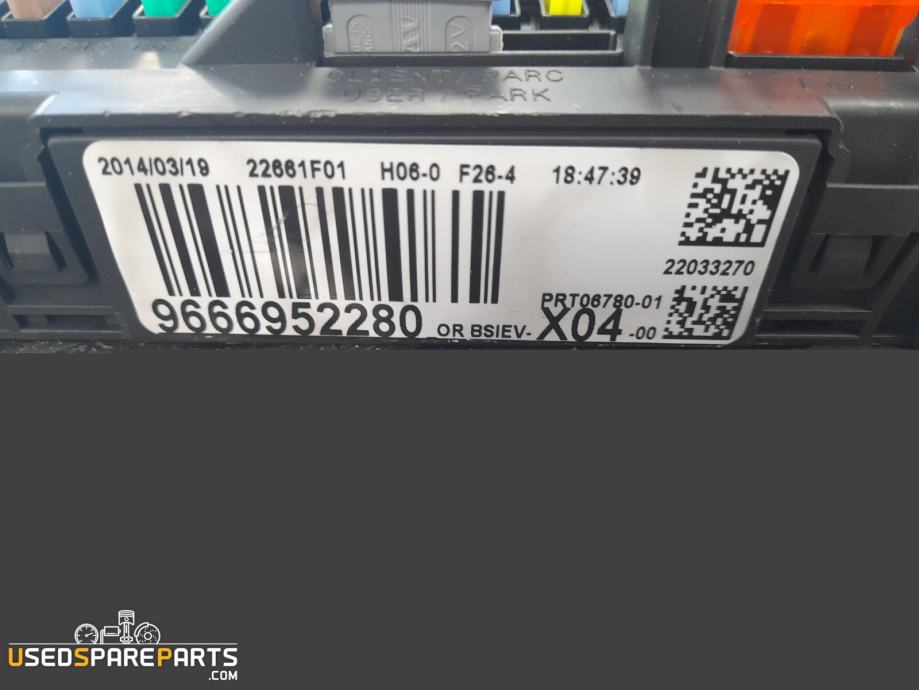 CLIENT / PARC
USER / PARK
2014/03/19 22661F01 H06-0 F26-4 18:47:39
22033270
PRT06780-01
9666952280 OR BSIEV- X04 -00
USEDSPAREPARTS
.COM